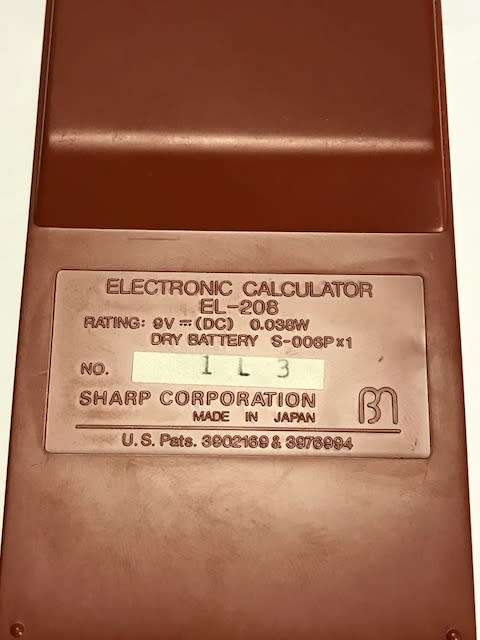 ELECTRONIC CALCULATOR
EL-208
RATING: 9V ⎓ (DC) 0.038W
DRY BATTERY S-006P×1
NO. 1 L 3
SHARP CORPORATION
MADE IN JAPAN
U.S. Pats. 3902169 & 3976994